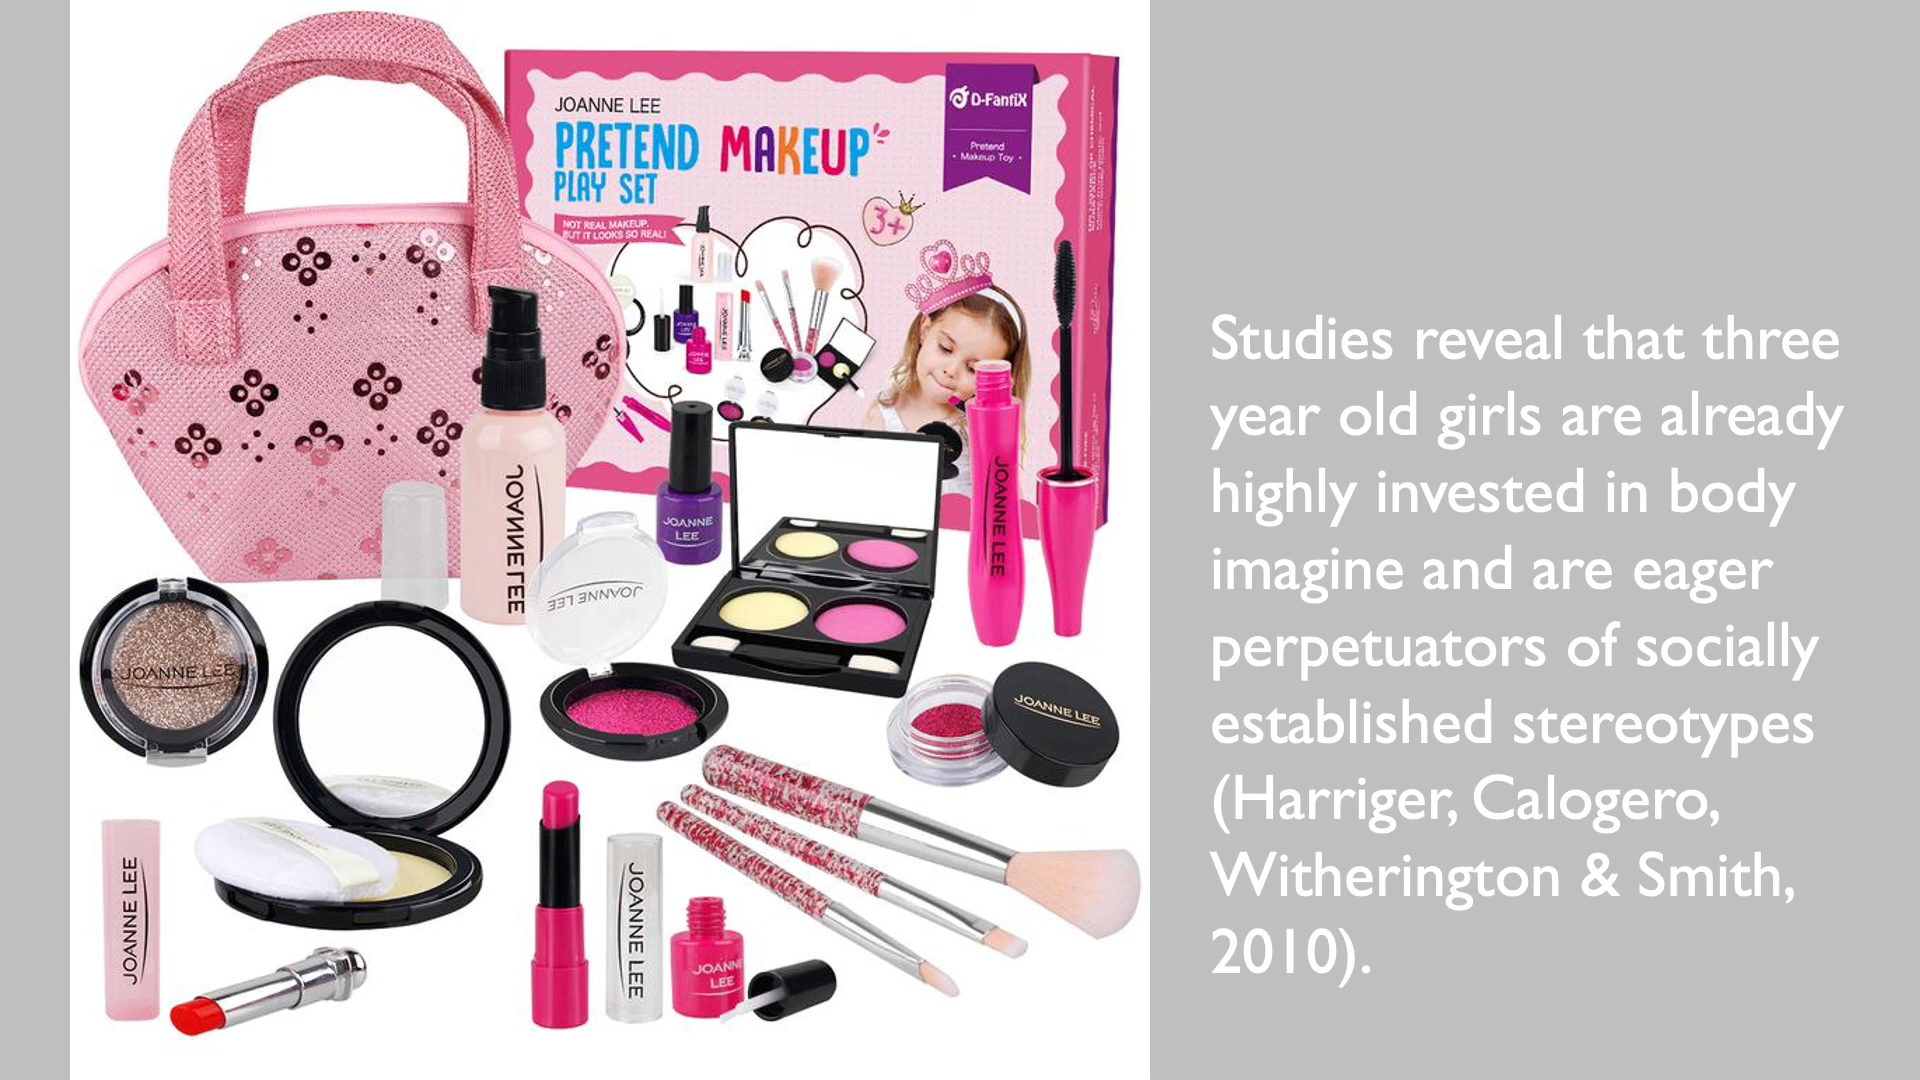 JOANNE LEE
PRETEND MAKEUP
PLAY SET
NOT REAL MAKEUP.
BUT IT LOOKS SO REAL!
D-FantiX
Pretend
• Makeup Toy •
3+
JOANNE LEE
JOANNE
LEE
JOANNE LEE
JOANNE LEE
JOANNE LEE
JOANNE LEE
JOANNE LEE
JOANNE LEE
JOANNE
LEE
Studies reveal that three
year old girls are already
highly invested in body
imagine and are eager
perpetuators of socially
established stereotypes
(Harriger, Calogero,
Witherington & Smith,
2010).